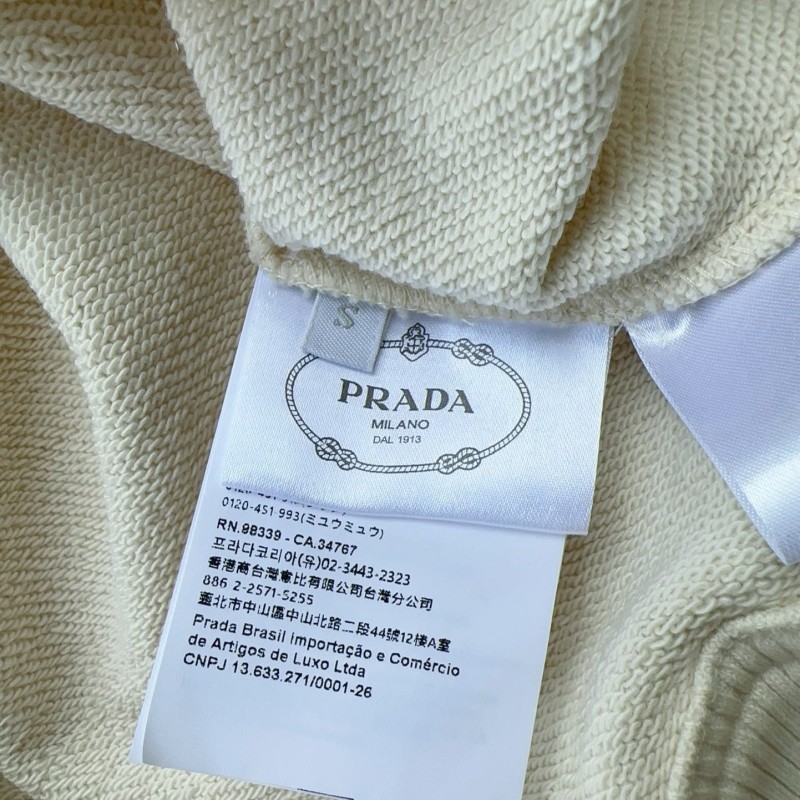 S
PRADA
MILANO
DAL 1913
0120-451-993(ミュウミュウ)
RN.98339 - CA.34767
프라다코리아(유)02-3443-2323
香港商台灣普比有限公司台灣分公司
886 2-2571-5255
臺北市中山區中山北路二段44號12樓A室
Prada Brasil Importação e Comércio
de Artigos de Luxo Ltda
CNPJ 13.633.271/0001-26